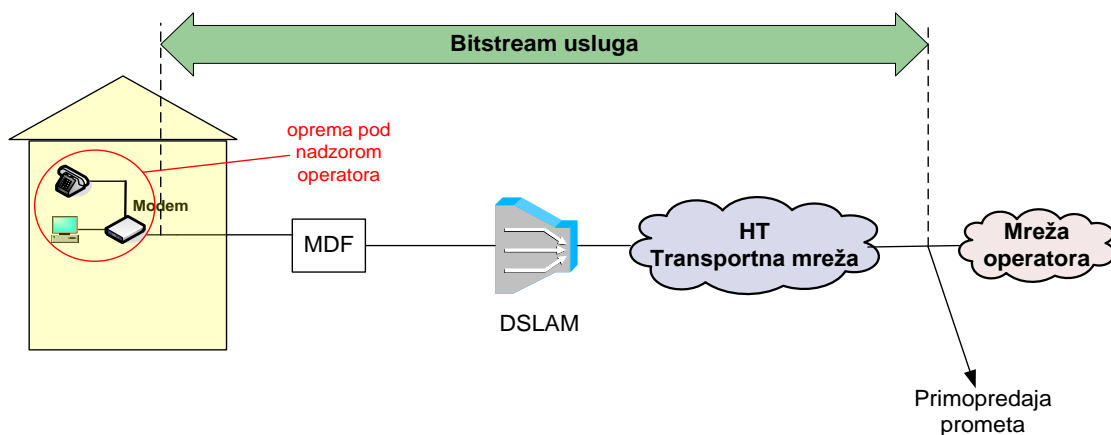 Bitstream usluga
oprema pod
nadzorom
operatora
Modem
MDF
DSLAM
HT
Transportna mreža
Mreža
operatora
Primopredaja
prometa